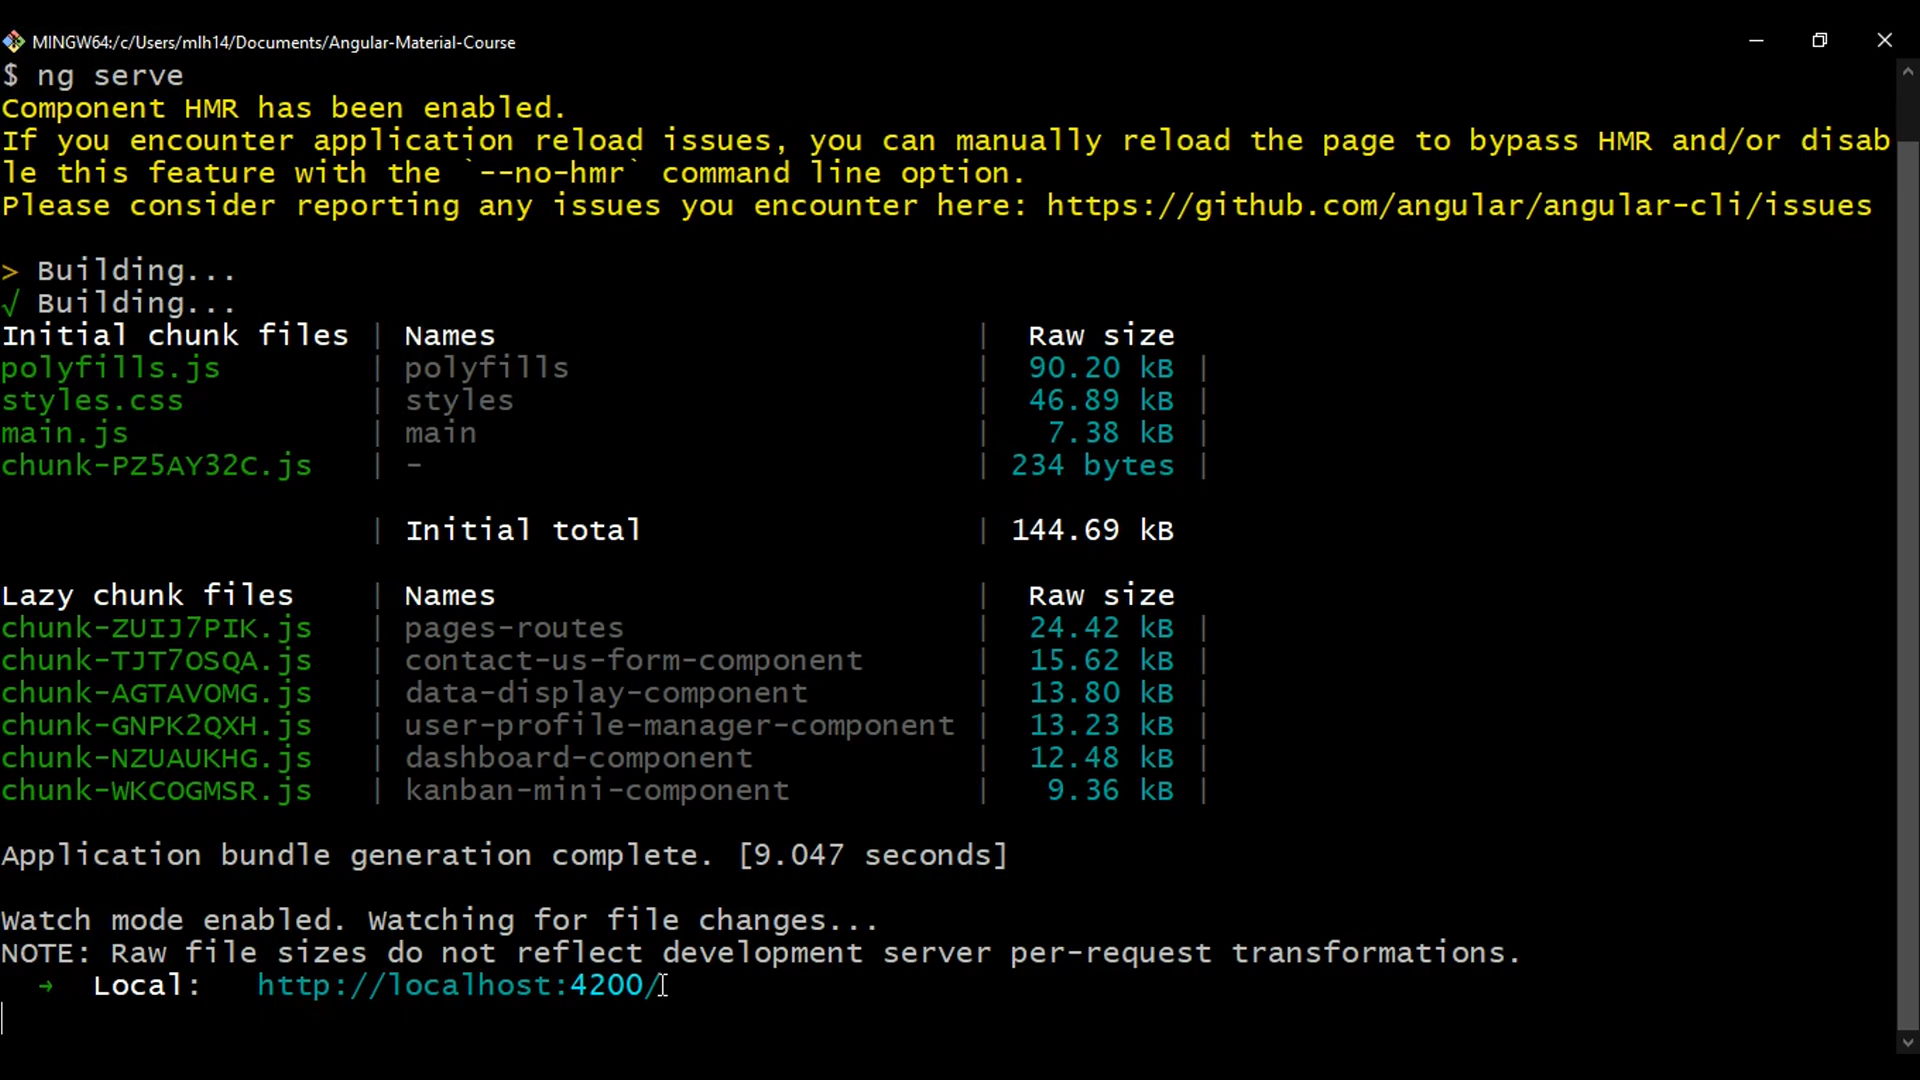 MINGW64:/c/Users/mlh14/Documents/Angular-Material-Course
$ ng serve
Component HMR has been enabled.
If you encounter application reload issues, you can manually reload the page to bypass HMR and/or disab
le this feature with the `--no-hmr` command line option.
Please consider reporting any issues you encounter here: https://github.com/angular/angular-cli/issues
> Building...
√ Building...
Initial chunk files | Names | Raw size
polyfills.js | polyfills | 90.20 kB |
styles.css | styles | 46.89 kB |
main.js | main | 7.38 kB |
chunk-PZ5AY32C.js | - | 234 bytes |
| Initial total | 144.69 kB
Lazy chunk files | Names | Raw size
chunk-ZUIJ7PIK.js | pages-routes | 24.42 kB |
chunk-TJT7OSQA.js | contact-us-form-component | 15.62 kB |
chunk-AGTAVOMG.js | data-display-component | 13.80 kB |
chunk-GNPK2QXH.js | user-profile-manager-component | 13.23 kB |
chunk-NZUAUKHG.js | dashboard-component | 12.48 kB |
chunk-WKCOGMSR.js | kanban-mini-component | 9.36 kB |
Application bundle generation complete. [9.047 seconds]
Watch mode enabled. Watching for file changes...
NOTE: Raw file sizes do not reflect development server per-request transformations.
→ Local: http://localhost:4200/